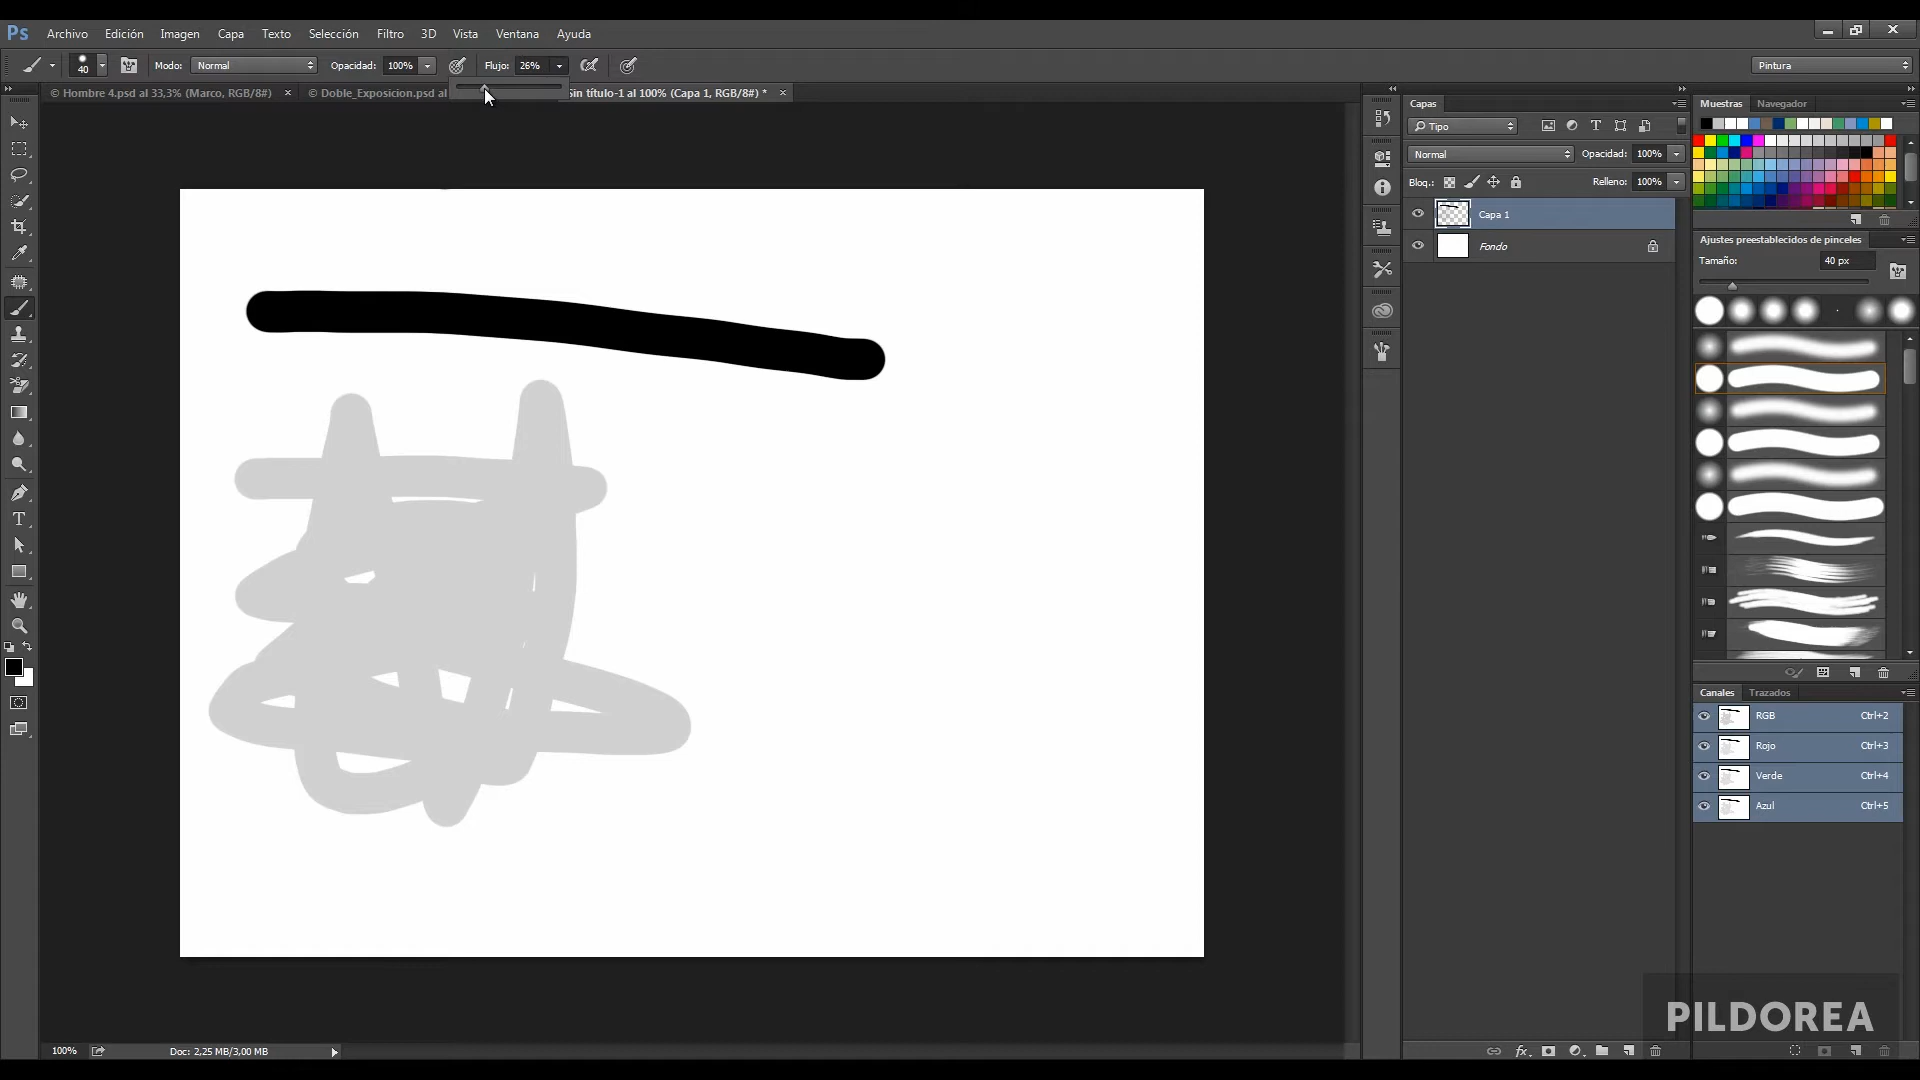 Ps Archivo Edición Imagen Capa Texto Selección Filtro 3D Vista Ventana Ayuda
40 Modo: Normal Opacidad: 100% Flujo: 26% Pintura
© Hombre 4.psd al 33,3% (Marco, RGB/8#) × © Doble_Exposicion.psd al Sin título-1 al 100% (Capa 1, RGB/8#) * ×
Capas
Tipo
Normal Opacidad: 100%
Bloq.: Relleno: 100%
Capa 1
Fondo
Muestras Navegador
Ajustes preestablecidos de pinceles
Tamaño: 40 px
Canales Trazados
RGB Ctrl+2
Rojo Ctrl+3
Verde Ctrl+4
Azul Ctrl+5
PILDOREA
100% Doc: 2,25 MB/3,00 MB
fx